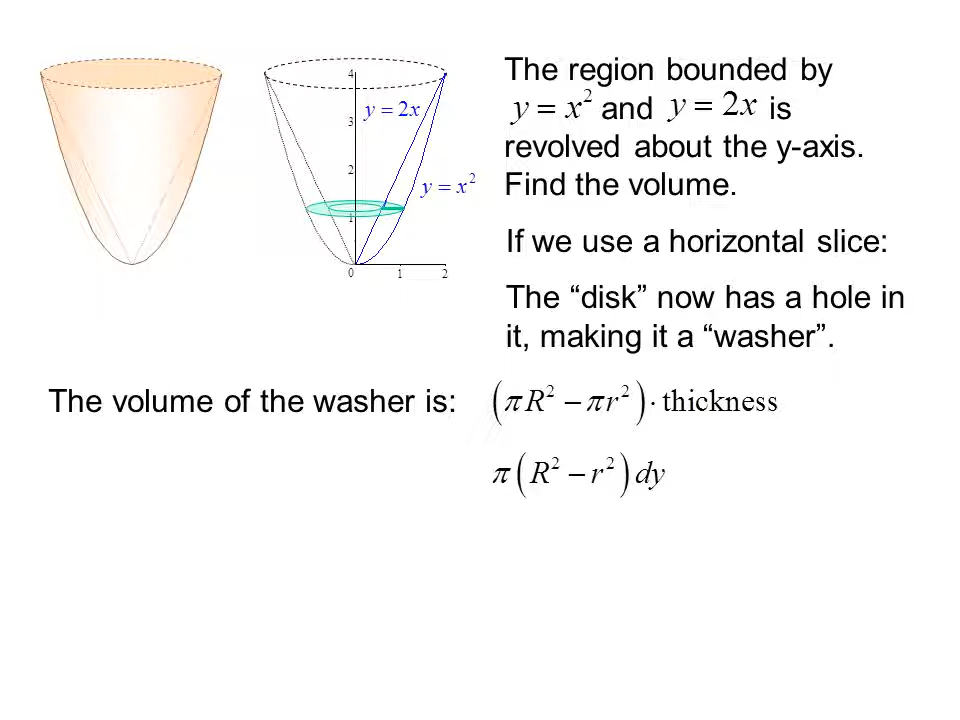 The region bounded by
y = x² and y = 2x is
revolved about the y-axis.
Find the volume.
4
y = 2x
3
2
y = x²
1
0 1 2
If we use a horizontal slice:
The “disk” now has a hole in
it, making it a “washer”.
The volume of the washer is: (πR² − πr²) · thickness
π(R² − r²) dy